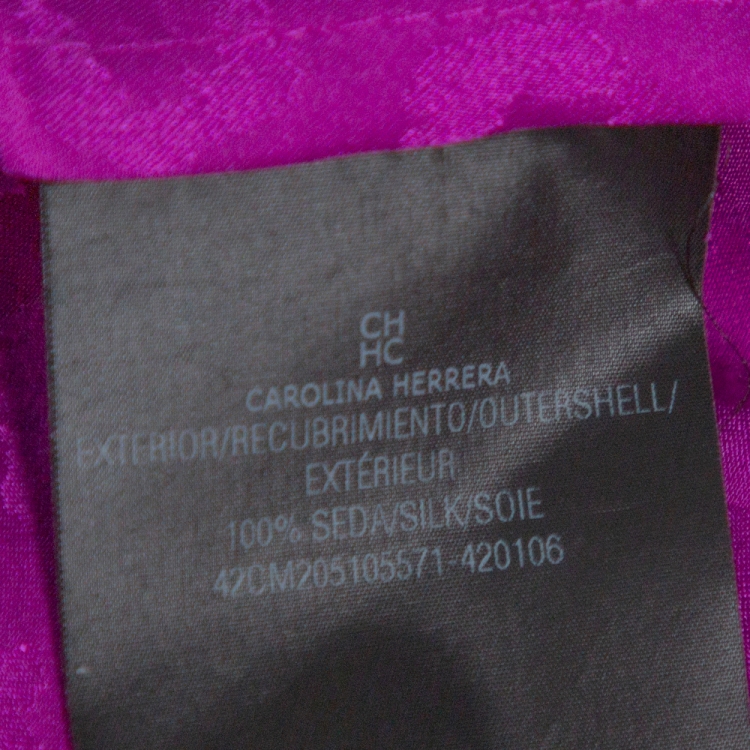 CH
HC
CAROLINA HERRERA
EXTERIOR/RECUBRIMIENTO/OUTERSHELL/
EXTÉRIEUR
100% SEDA/SILK/SOIE
42CM205105571-420106